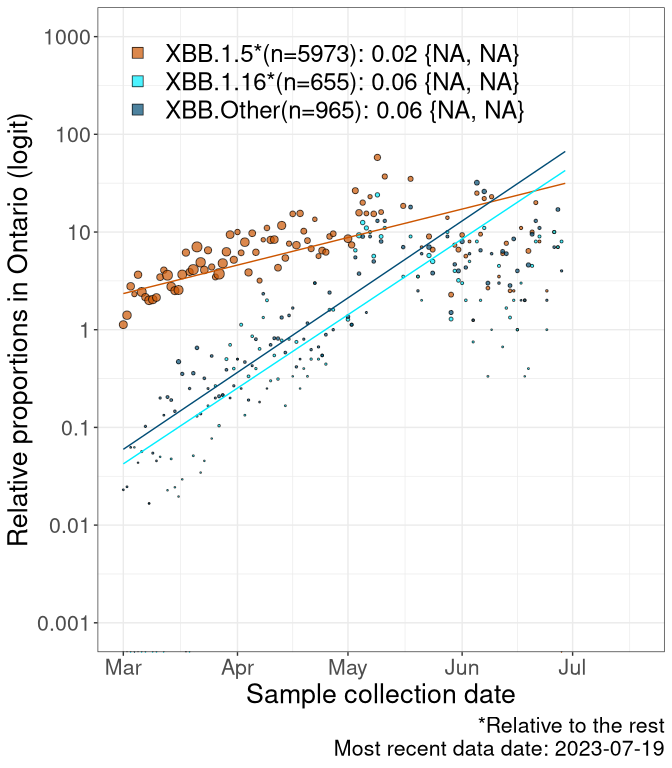 XBB.1.5*(n=5973): 0.02 {NA, NA}
XBB.1.16*(n=655): 0.06 {NA, NA}
XBB.Other(n=965): 0.06 {NA, NA}
Relative proportions in Ontario (logit)
1000
100
10
1
0.1
0.01
0.001
Mar Apr May Jun Jul
Sample collection date
*Relative to the rest
Most recent data date: 2023-07-19